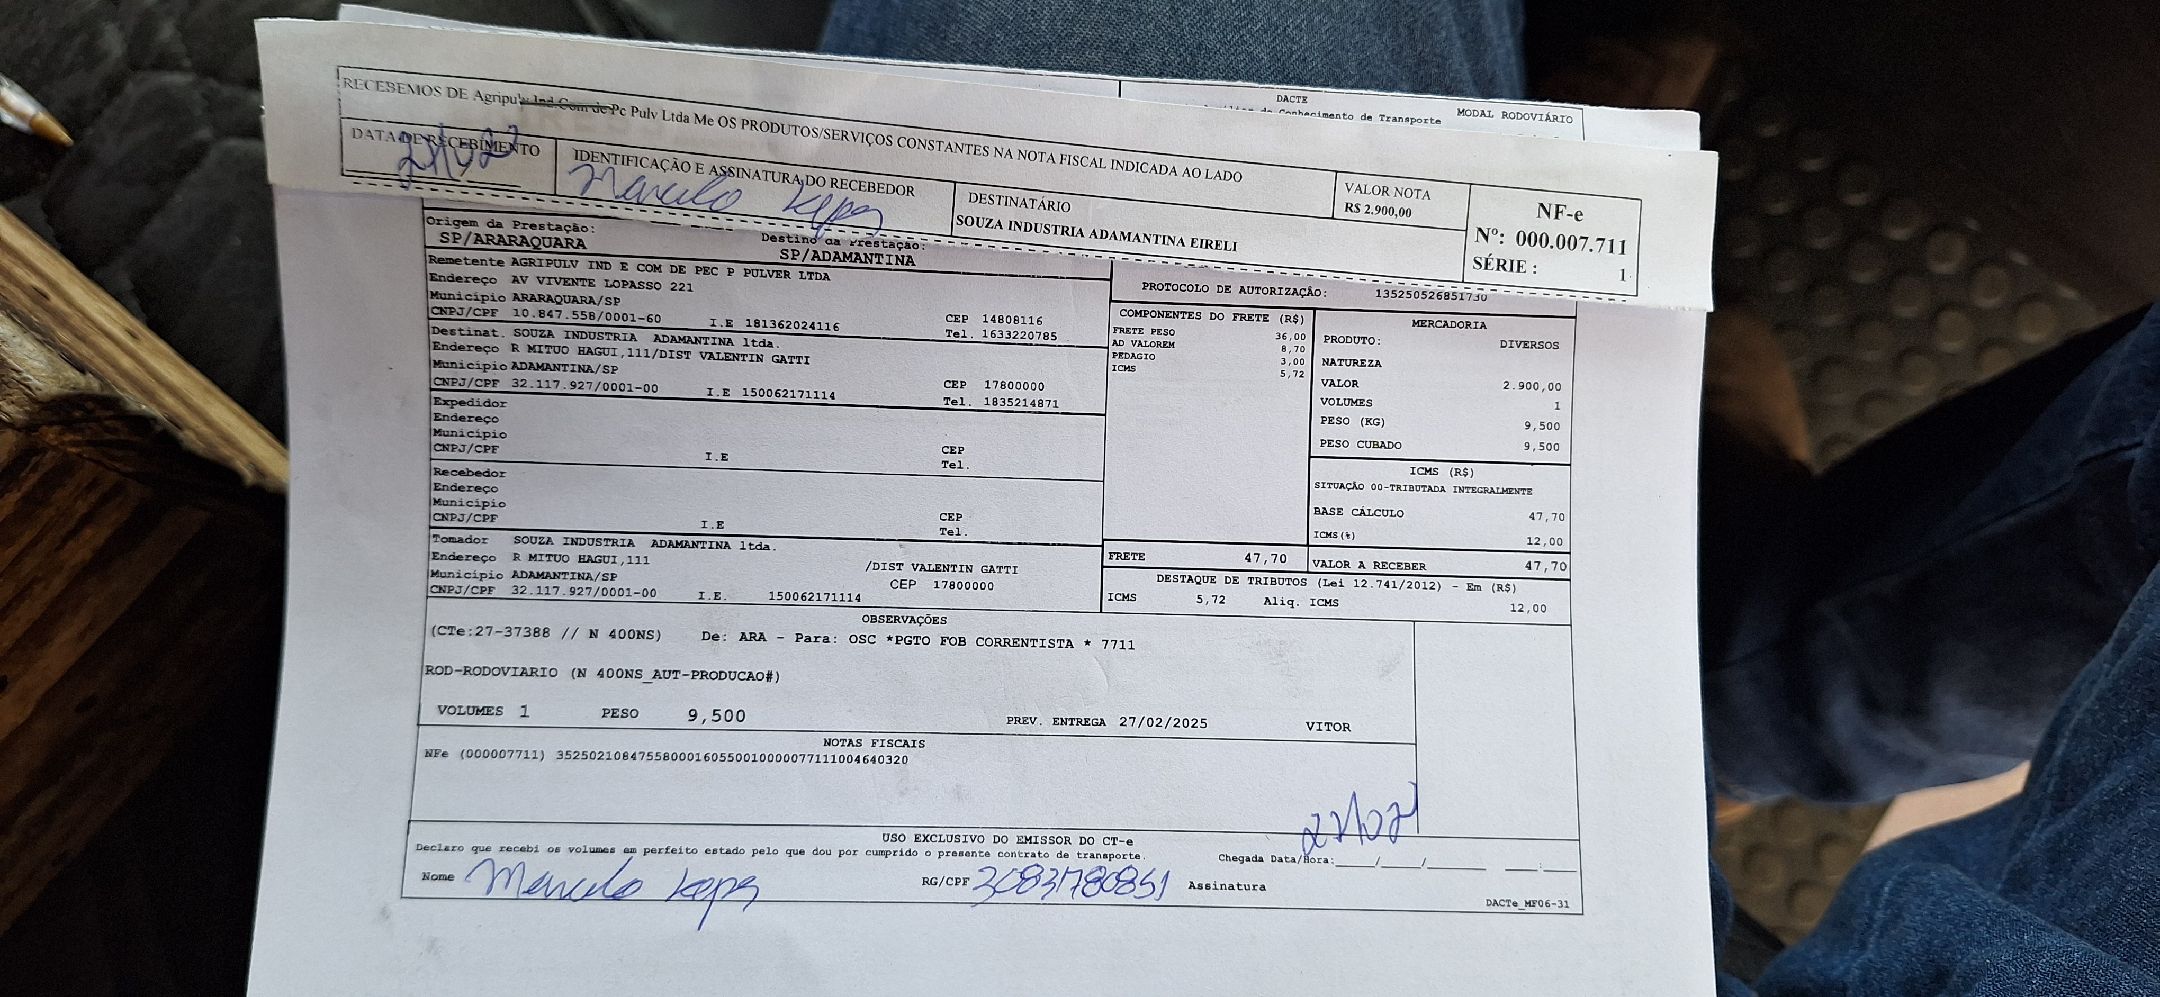 DACTE
Conhecimento de Transporte
MODAL RODOVIÁRIO
RECEBEMOS DE Agripulv Ind.Com de Pc Pulv Ltda Me OS PRODUTOS/SERVIÇOS CONSTANTES NA NOTA FISCAL INDICADA AO LADO
DATA DE RECEBIMENTO
IDENTIFICAÇÃO E ASSINATURA DO RECEBEDOR
Marcelo Lopes
DESTINATÁRIO
SOUZA INDUSTRIA ADAMANTINA EIRELI
VALOR NOTA
R$ 2.900,00
NF-e
Nº: 000.007.711
SÉRIE : 1
Origem da Prestação:
SP/ARARAQUARA
Destino da Prestação:
SP/ADAMANTINA
Remetente AGRIPULV IND E COM DE PEC P PULVER LTDA
Endereço AV VIVENTE LOPASSO 221
Município ARARAQUARA/SP
CEP 14808116
CNPJ/CPF 10.847.558/0001-60 I.E 181362024116 Tel. 1633220785
Destinat. SOUZA INDUSTRIA ADAMANTINA ltda.
Endereço R MITUO HAGUI,111/DIST VALENTIN GATTI
Município ADAMANTINA/SP
CEP 17800000
CNPJ/CPF 32.117.927/0001-00 I.E 150062171114 Tel. 1835214871
Expedidor
Endereço
Município
CEP
CNPJ/CPF I.E Tel.
Recebedor
Endereço
Município
CEP
CNPJ/CPF I.E Tel.
Tomador SOUZA INDUSTRIA ADAMANTINA ltda.
Endereço R MITUO HAGUI,111 /DIST VALENTIN GATTI
Município ADAMANTINA/SP CEP 17800000
CNPJ/CPF 32.117.927/0001-00 I.E. 150062171114
PROTOCOLO DE AUTORIZAÇÃO: 135250526851730
COMPONENTES DO FRETE (R$)
FRETE PESO 36,00
AD VALOREM 8,70
PEDAGIO 3,00
ICMS 5,72
MERCADORIA
PRODUTO: DIVERSOS
NATUREZA
VALOR 2.900,00
VOLUMES 1
PESO (KG) 9,500
PESO CUBADO 9,500
ICMS (R$)
SITUAÇÃO 00-TRIBUTADA INTEGRALMENTE
BASE CÁLCULO 47,70
ICMS(%) 12,00
FRETE 47,70
VALOR A RECEBER 47,70
DESTAQUE DE TRIBUTOS (Lei 12.741/2012) - Em (R$)
ICMS 5,72 Aliq. ICMS 12,00
OBSERVAÇÕES
(CTe:27-37388 // N 400NS) De: ARA - Para: OSC *PGTO FOB CORRENTISTA * 7711
ROD-RODOVIARIO (N 400NS_AUT-PRODUCAO#)
VOLUMES 1 PESO 9,500 PREV. ENTREGA 27/02/2025 VITOR
NOTAS FISCAIS
NFe (000007711) 35250210847558000160550010000077111004640320
USO EXCLUSIVO DO EMISSOR DO CT-e
Declaro que recebi os volumes em perfeito estado pelo que dou por cumprido o presente contrato de transporte.
Chegada Data/Hora:____/____/_______ ____:____
Nome Marcelo Lopes RG/CPF 30831780851 Assinatura
DACTe_MF06-31